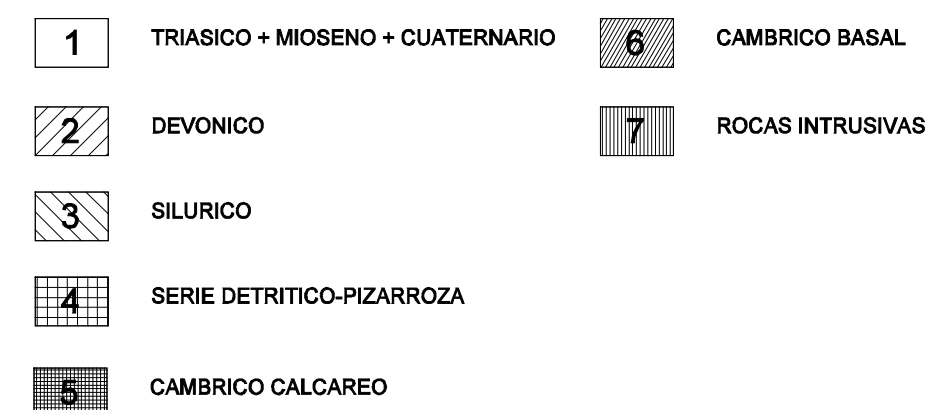 1 TRIASICO + MIOSENO + CUATERNARIO
2 DEVONICO
3 SILURICO
4 SERIE DETRITICO-PIZARROZA
5 CAMBRICO CALCAREO
6 CAMBRICO BASAL
7 ROCAS INTRUSIVAS